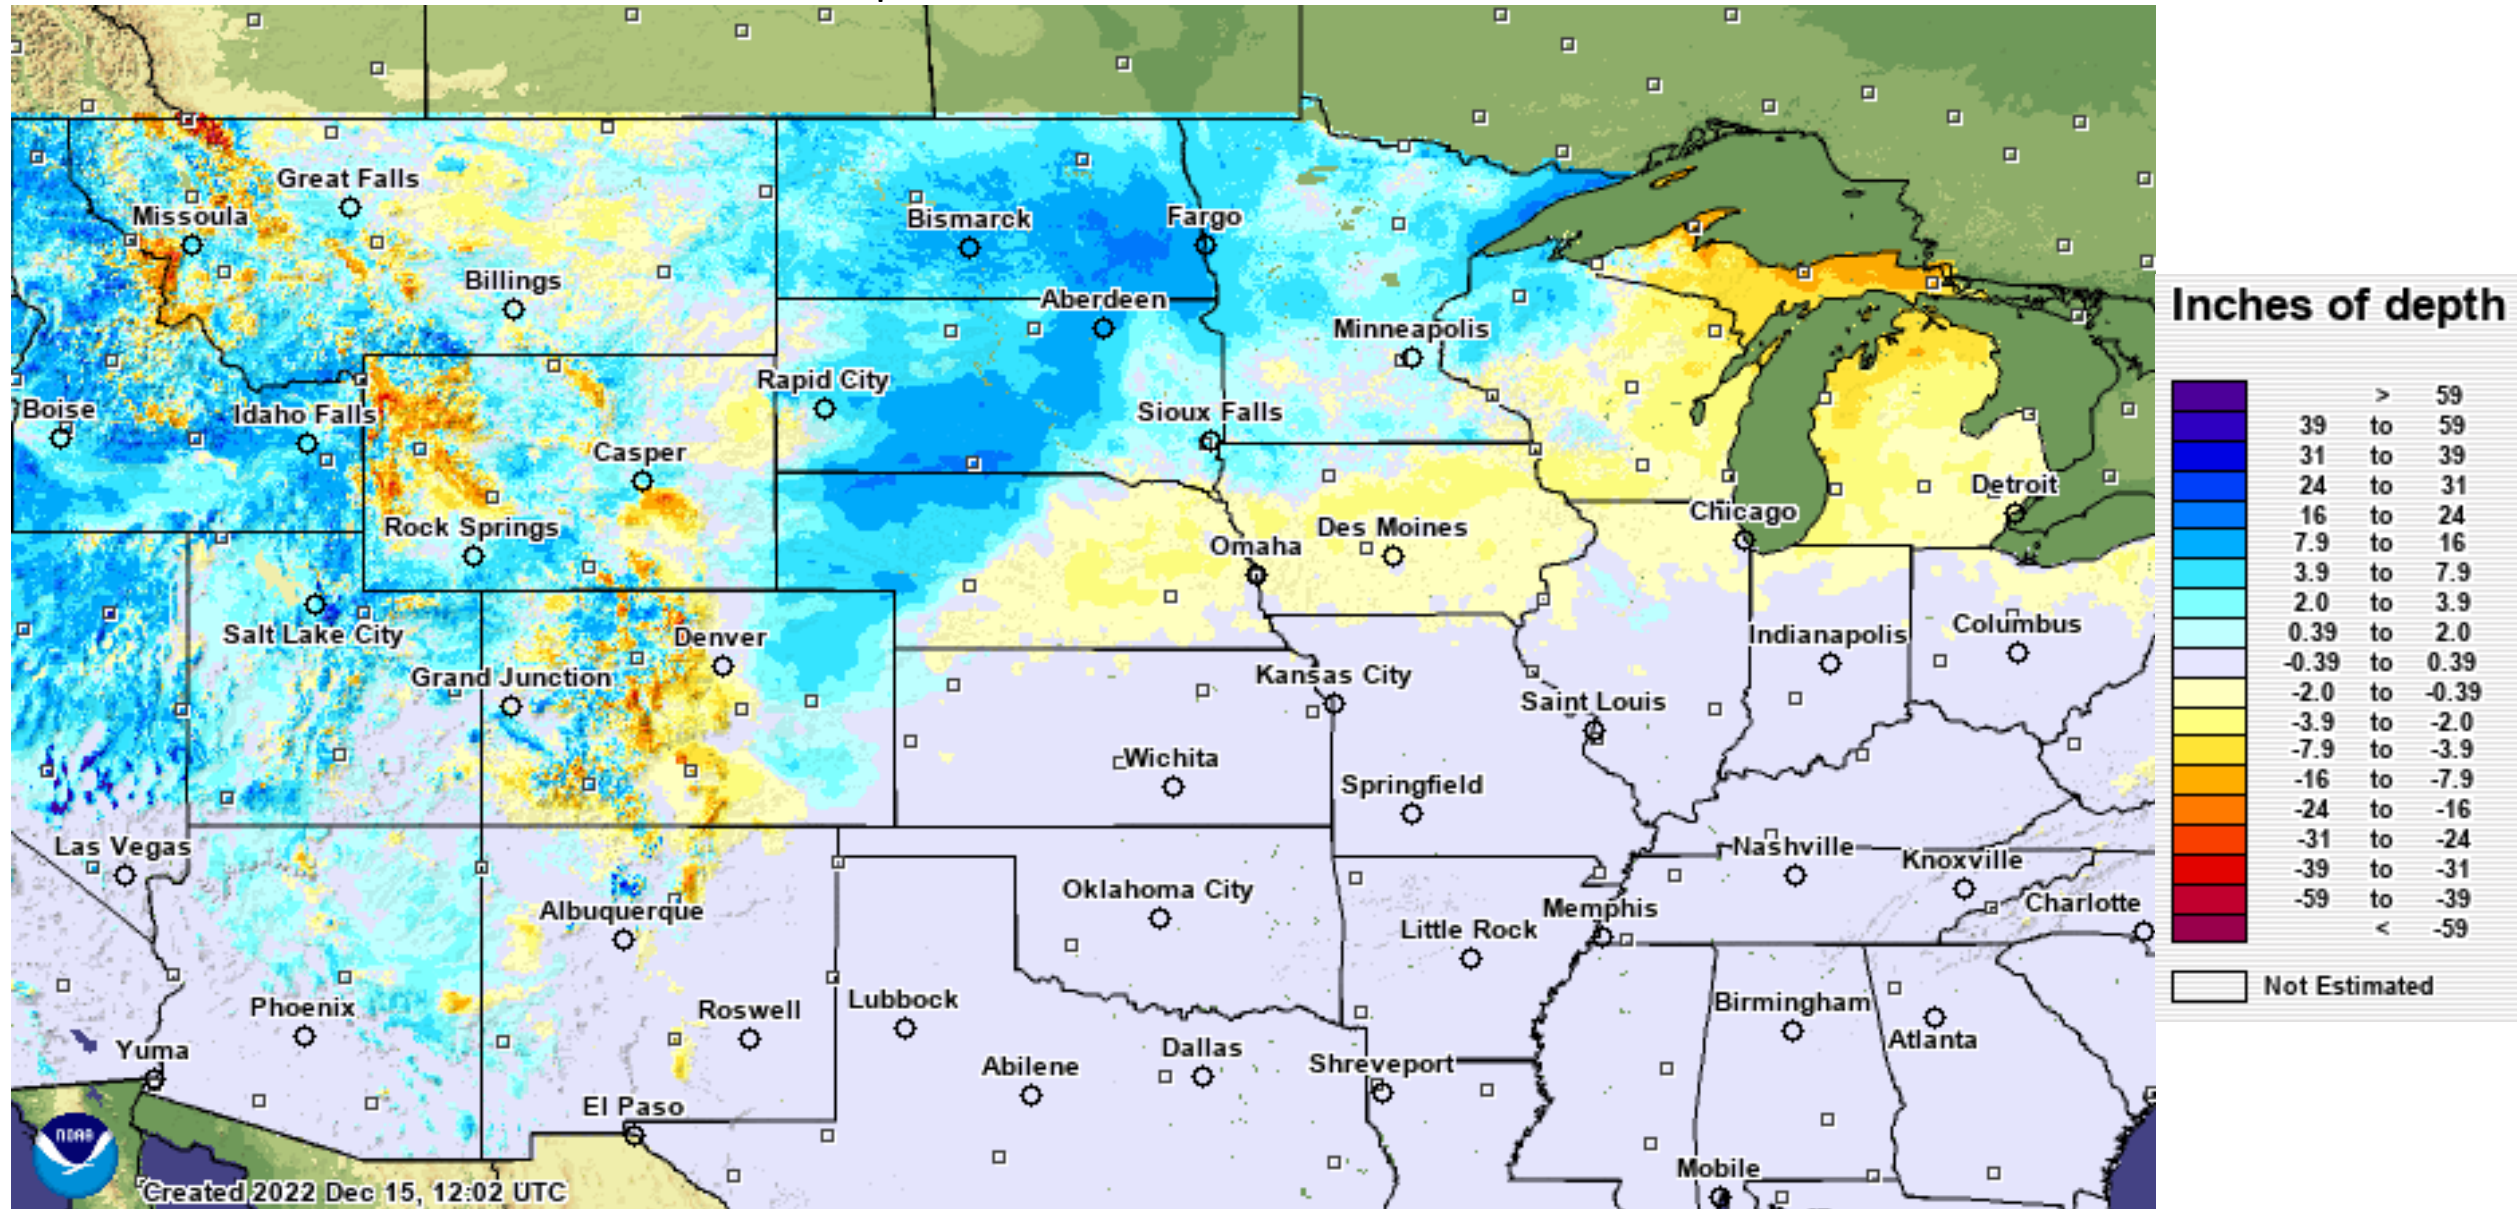 Great Falls
Missoula
Bismarck
Fargo
Billings
Aberdeen
Minneapolis
Rapid City
Boise
Idaho Falls
Sioux Falls
Casper
Detroit
Rock Springs
Des Moines
Chicago
Omaha
Salt Lake City
Denver
Indianapolis
Columbus
Grand Junction
Kansas City
Saint Louis
Wichita
Springfield
Las Vegas
Nashville
Knoxville
Oklahoma City
Albuquerque
Memphis
Charlotte
Little Rock
Phoenix
Roswell
Lubbock
Birmingham
Atlanta
Yuma
Abilene
Dallas
Shreveport
El Paso
Mobile
NOAA
Created 2022 Dec 15, 12:02 UTC
Inches of depth
> 59
39 to 59
31 to 39
24 to 31
16 to 24
7.9 to 16
3.9 to 7.9
2.0 to 3.9
0.39 to 2.0
-0.39 to 0.39
-2.0 to -0.39
-3.9 to -2.0
-7.9 to -3.9
-16 to -7.9
-24 to -16
-31 to -24
-39 to -31
-59 to -39
< -59
Not Estimated